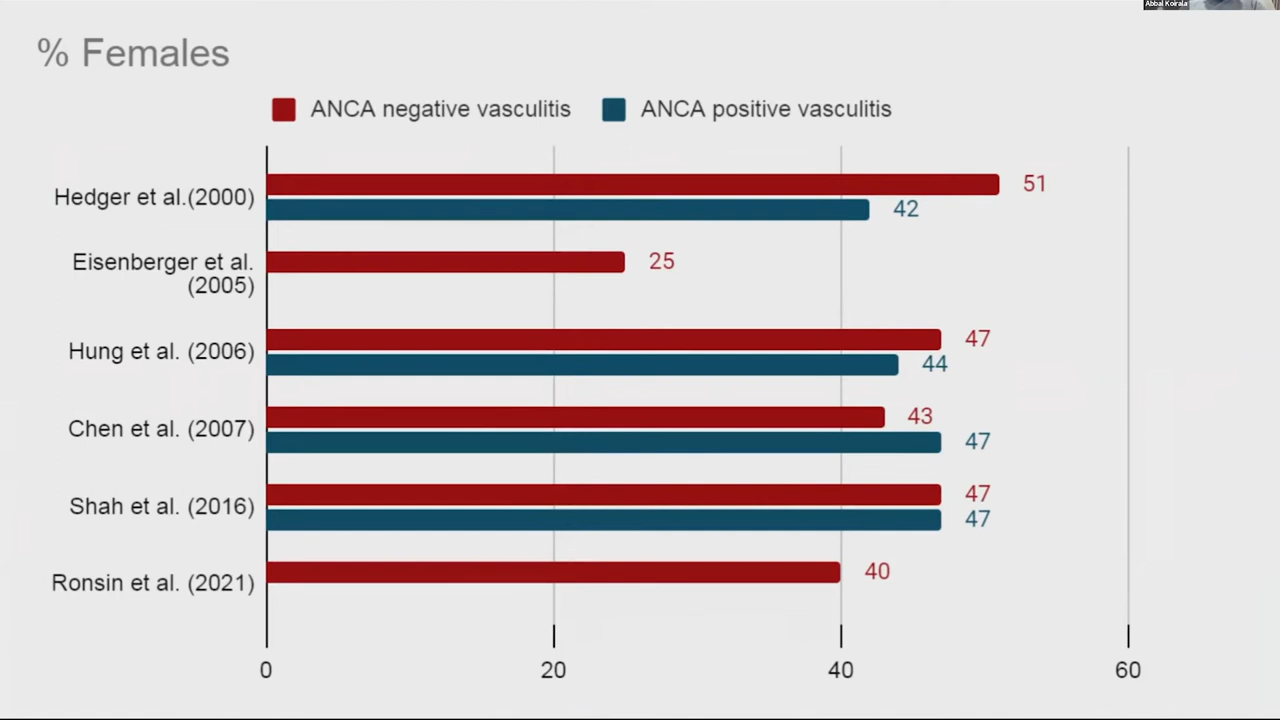 Abbal Koirala
% Females
ANCA negative vasculitis
ANCA positive vasculitis
Hedger et al.(2000)
51
42
Eisenberger et al.
(2005)
25
Hung et al. (2006)
47
44
Chen et al. (2007)
43
47
Shah et al. (2016)
47
47
Ronsin et al. (2021)
40
0
20
40
60